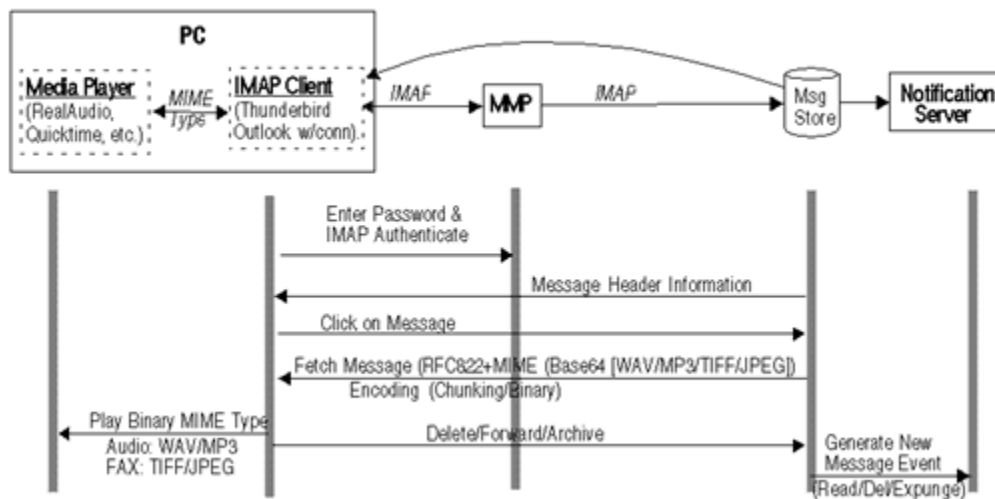 PC
Media Player
(RealAudio,
Quicktime, etc.)
MIME
Type
IMAP Client
(Thunderbird
Outlook w/conn).
IMAP
MMP
IMAP
Msg
Store
Notification
Server
Enter Password &
IMAP Authenticate
Message Header Information
Click on Message
Fetch Message (RFC822+MIME (Base64 [WAV/MP3/TIFF/JPEG])
Encoding (Chunking/Binary)
Play Binary MIME Type
Audio: WAV/MP3
FAX: TIFF/JPEG
Delete/Forward/Archive
Generate New
Message Event
(Read/Del/Expunge)